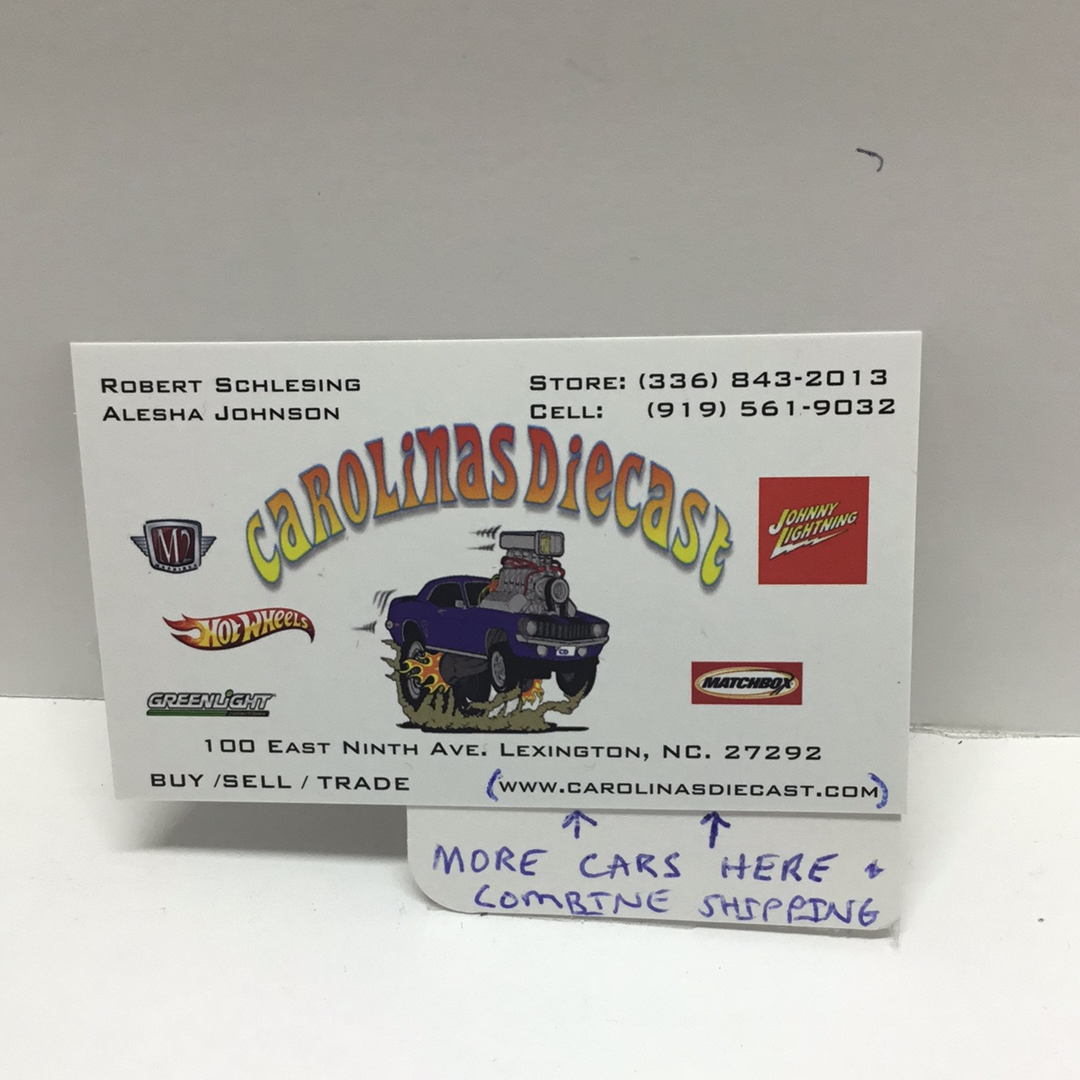 ROBERT SCHLESING
ALESHA JOHNSON
STORE: (336) 843-2013
CELL: (919) 561-9032
CAROLINAS DIECAST
M2
JOHNNY LIGHTNING
HOT WHEELS
GREENLIGHT
MATCHBOX
CD
100 EAST NINTH AVE. LEXINGTON, NC. 27292
BUY /SELL / TRADE
(WWW.CAROLINASDIECAST.COM)
MORE CARS HERE +
COMBINE SHIPPING